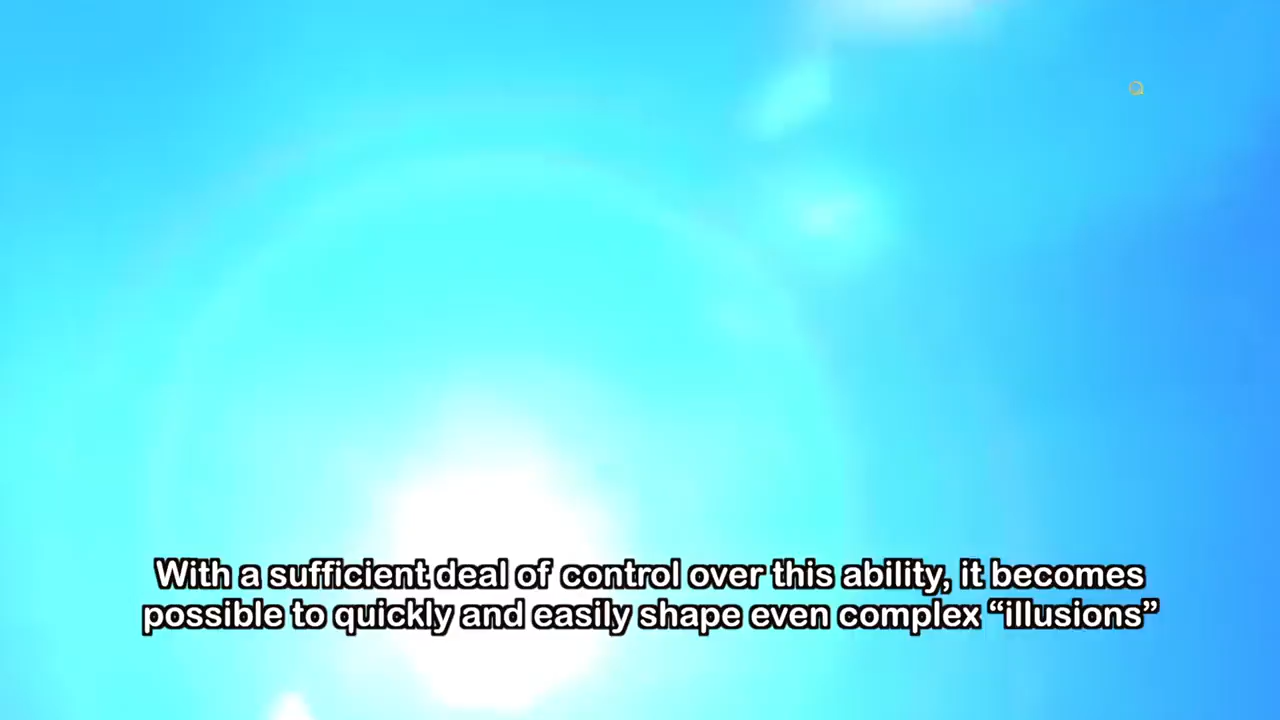 With a sufficient deal of control over this ability, it becomes
possible to quickly and easily shape even complex “illusions”